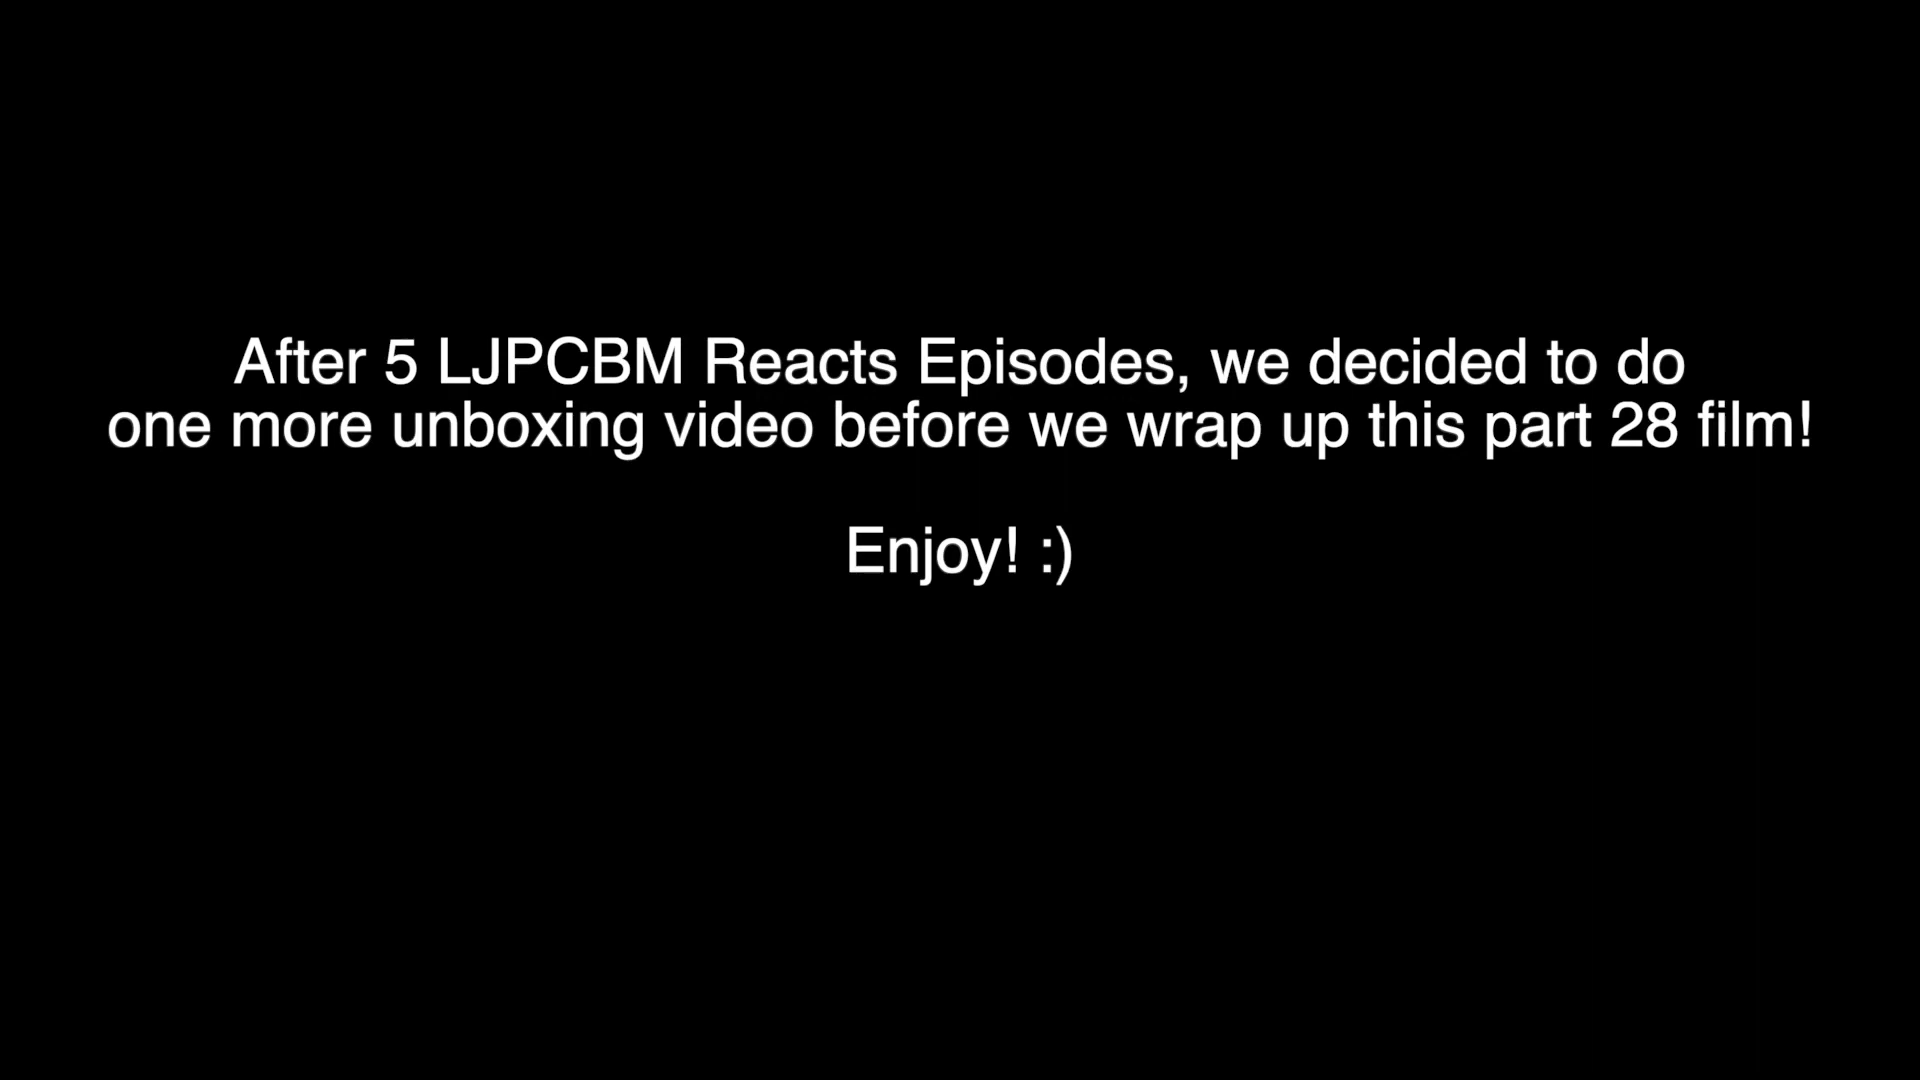 After 5 LJPCBM Reacts Episodes, we decided to do
one more unboxing video before we wrap up this part 28 film!
Enjoy! :)